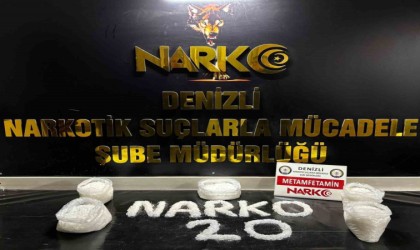 NARKO
DENİZLİ
NARKOTİK SUÇLARLA MÜCADELE
ŞUBE MÜDÜRLÜĞÜ
DENİZLİ
METAMFETAMİN
NARKO
NARKO
20